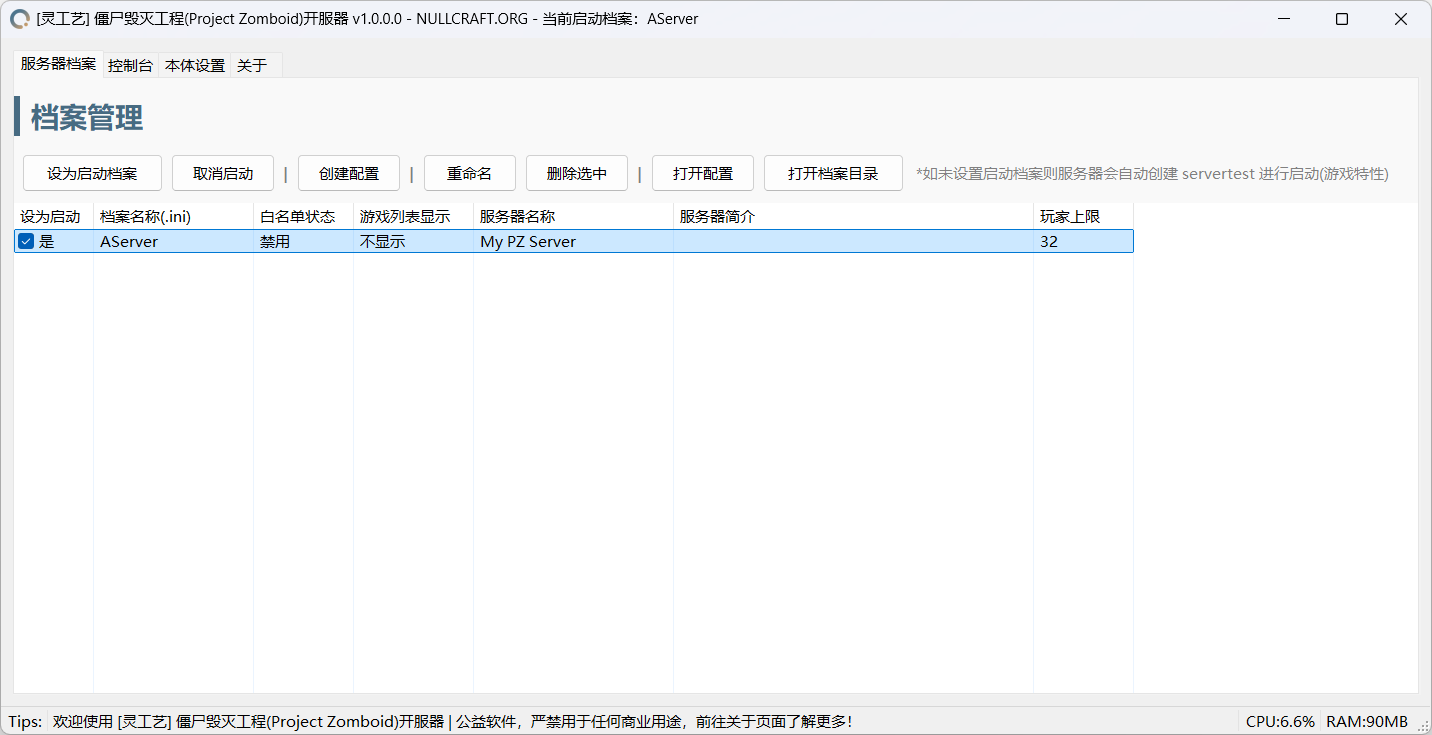 [灵工艺] 僵尸毁灭工程(Project Zomboid)开服器 v1.0.0.0 - NULLCRAFT.ORG - 当前启动档案：AServer
服务器档案 控制台 本体设置 关于
档案管理
设为启动档案 取消启动 | 创建配置 | 重命名 删除选中 | 打开配置 打开档案目录 *如未设置启动档案则服务器会自动创建 servertest 进行启动(游戏特性)
设为启动 档案名称(.ini) 白名单状态 游戏列表显示 服务器名称 服务器简介 玩家上限
是 AServer 禁用 不显示 My PZ Server 32
Tips: 欢迎使用 [灵工艺] 僵尸毁灭工程(Project Zomboid)开服器 | 公益软件，严禁用于任何商业用途，前往关于页面了解更多！ CPU:6.6% RAM:90MB